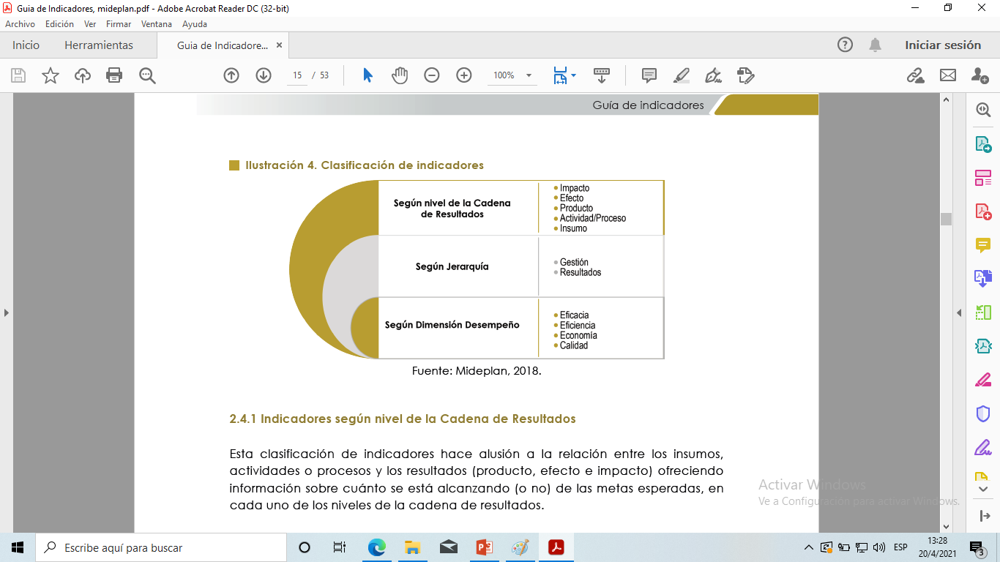 Guia de Indicadores, mideplan.pdf - Adobe Acrobat Reader DC (32-bit)
Archivo Edición Ver Firmar Ventana Ayuda
Inicio Herramientas Guia de Indicadore... × Iniciar sesión
15 / 53 100%
Guía de indicadores
Ilustración 4. Clasificación de indicadores
Según nivel de la Cadena
de Resultados
• Impacto
• Efecto
• Producto
• Actividad/Proceso
• Insumo
Según Jerarquía
• Gestión
• Resultados
Según Dimensión Desempeño
• Eficacia
• Eficiencia
• Economía
• Calidad
Fuente: Mideplan, 2018.
2.4.1 Indicadores según nivel de la Cadena de Resultados
Esta clasificación de indicadores hace alusión a la relación entre los insumos,
actividades o procesos y los resultados (producto, efecto e impacto) ofreciendo
información sobre cuánto se está alcanzando (o no) de las metas esperadas, en
cada uno de los niveles de la cadena de resultados.
Activar Windows
Ve a Configuración para activar Windows.
Escribe aquí para buscar
ESP
13:28
20/4/2021
3